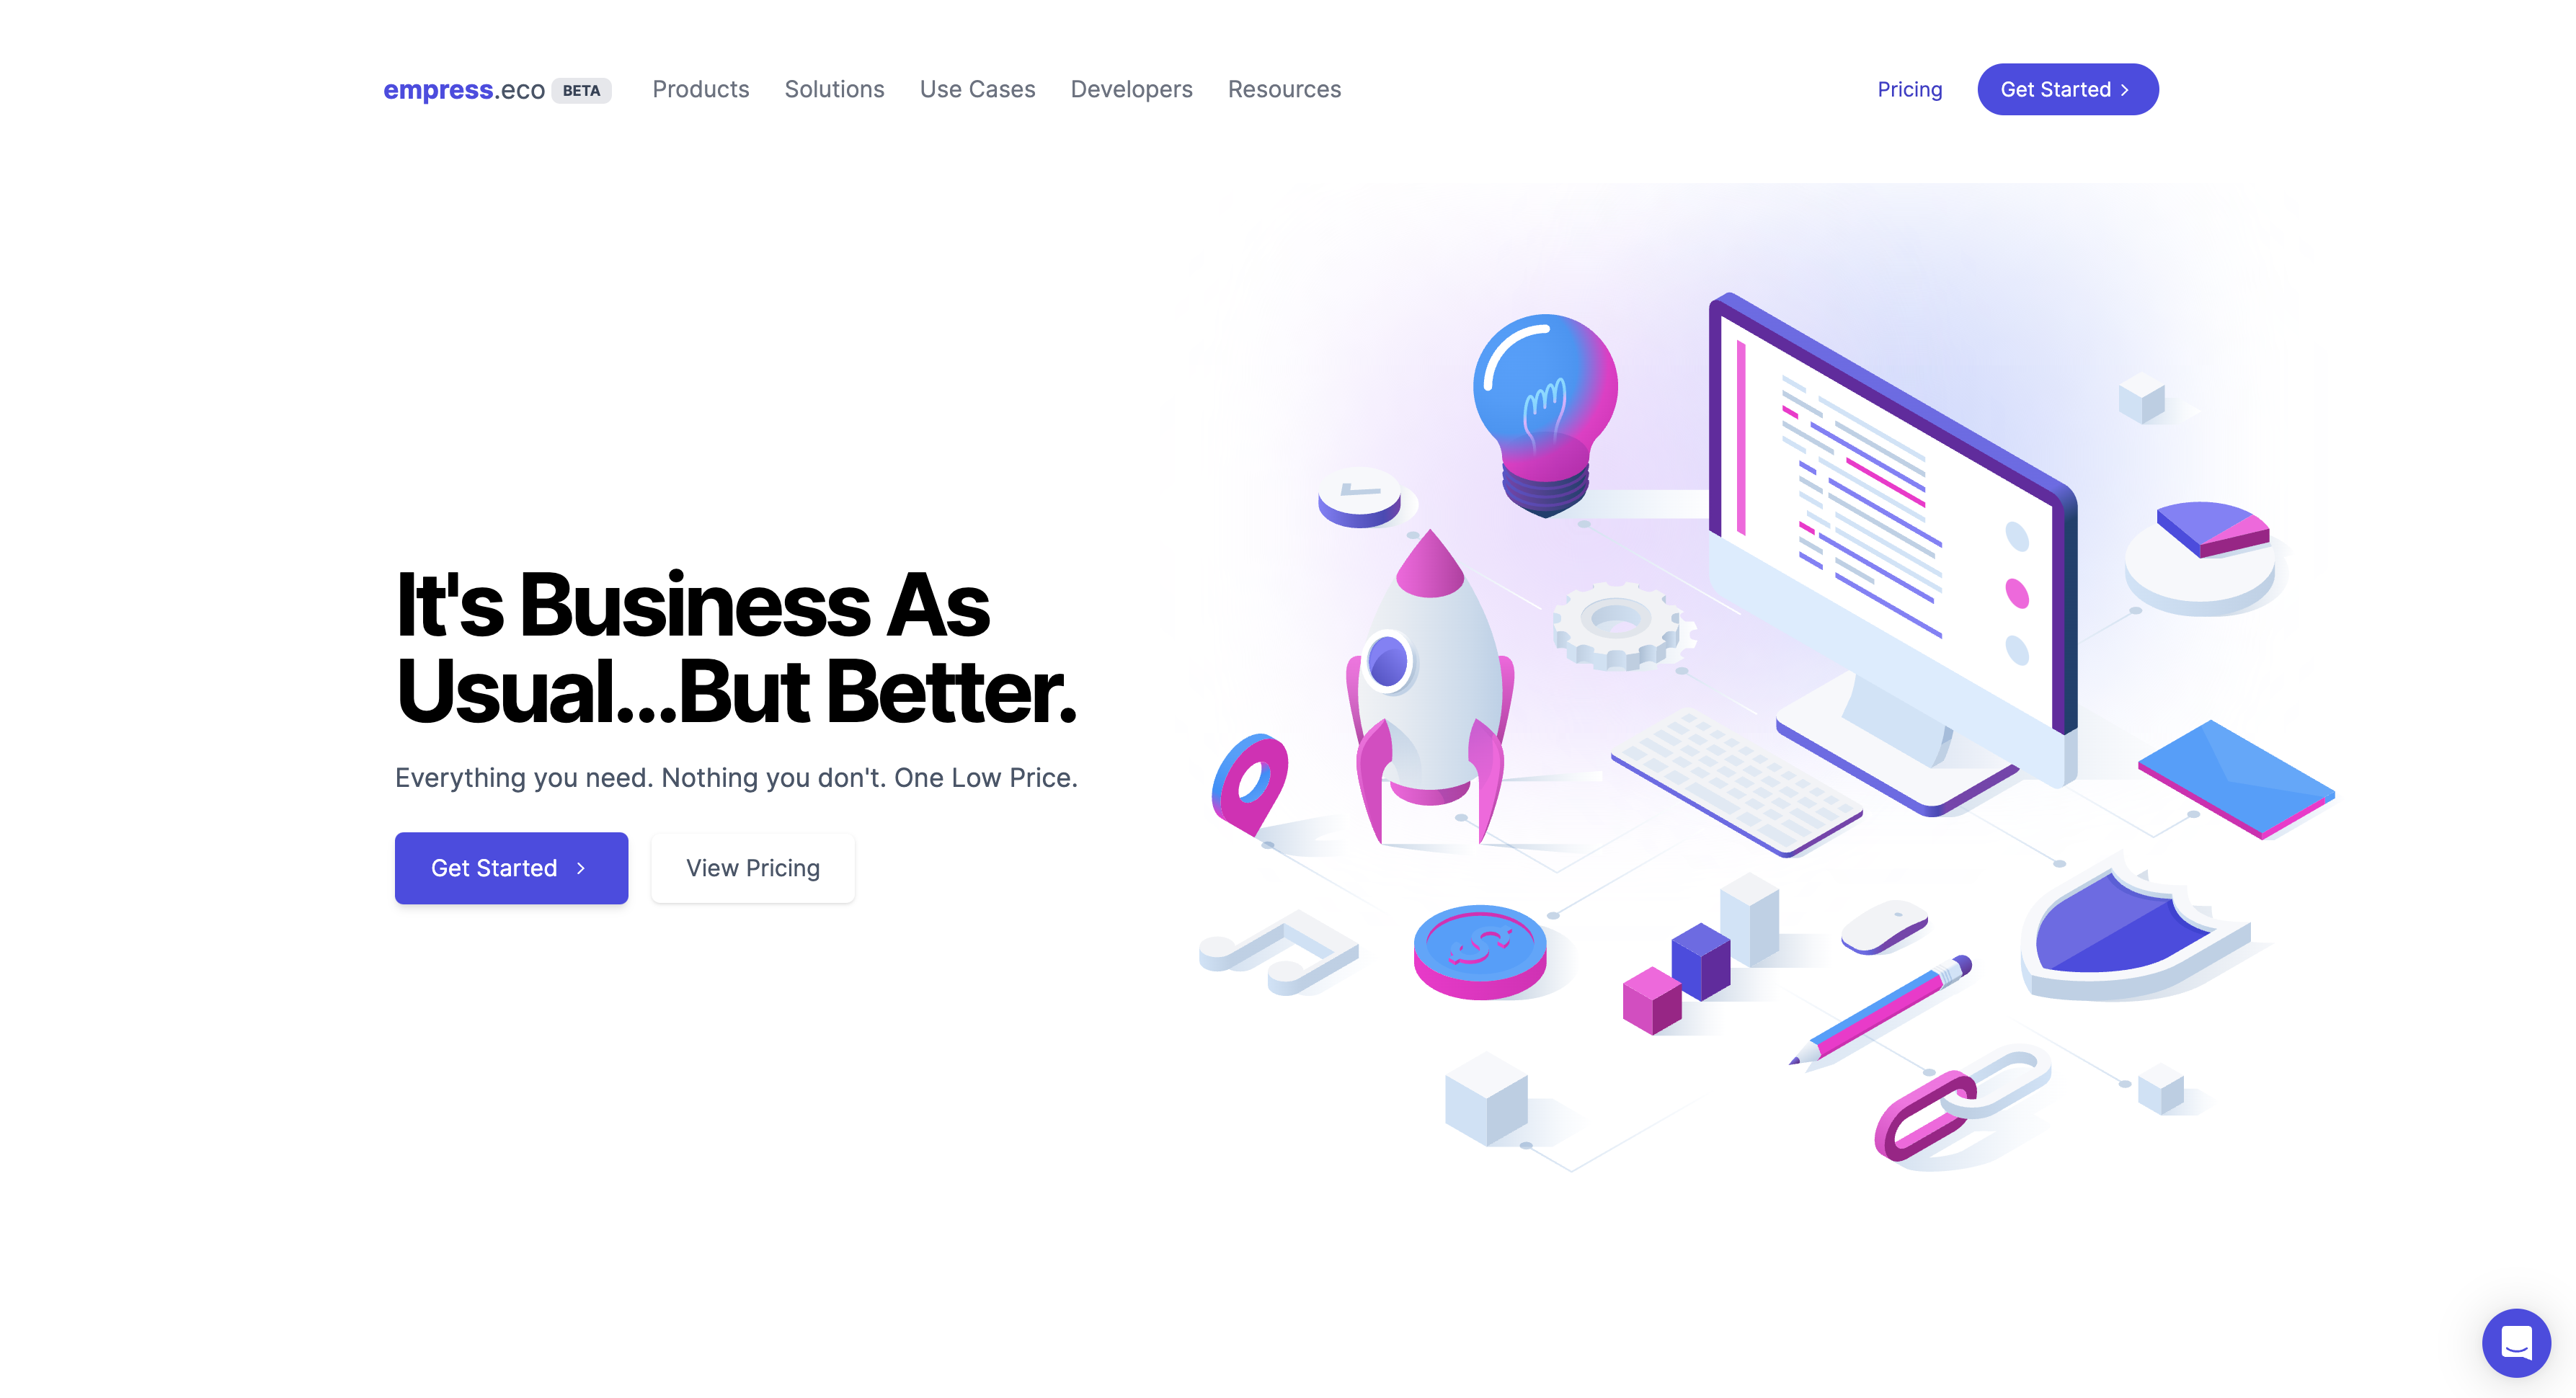 empress.eco BETA Products Solutions Use Cases Developers Resources Pricing Get Started
It's Business As
Usual...But Better.
Everything you need. Nothing you don't. One Low Price.
Get Started View Pricing